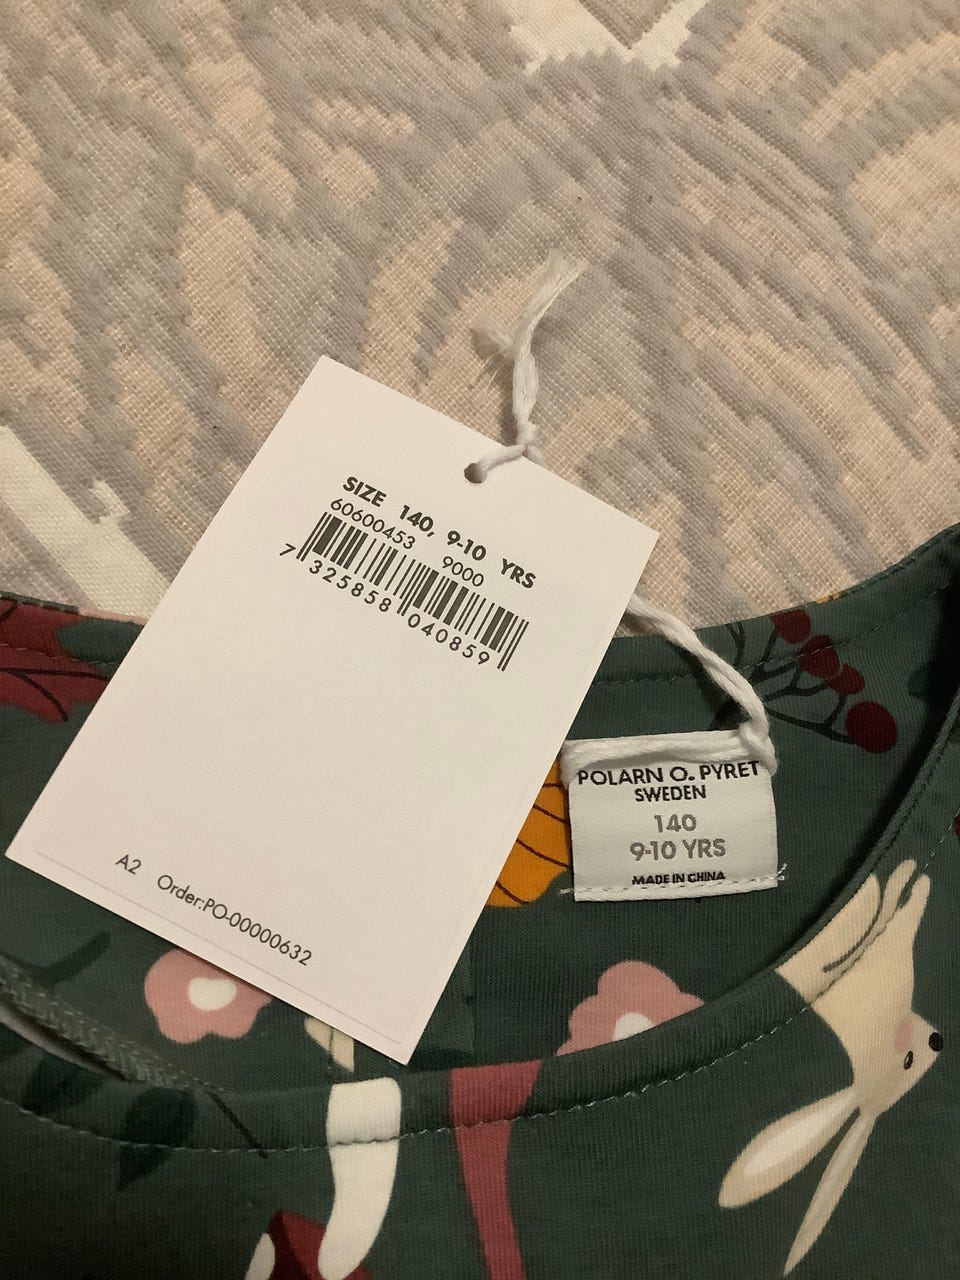 SIZE 140, 9-10 YRS
60600453 9000
7 325858 040859
A2 Order:PO-00000632
POLARN O. PYRET
SWEDEN
140
9-10 YRS
MADE IN CHINA